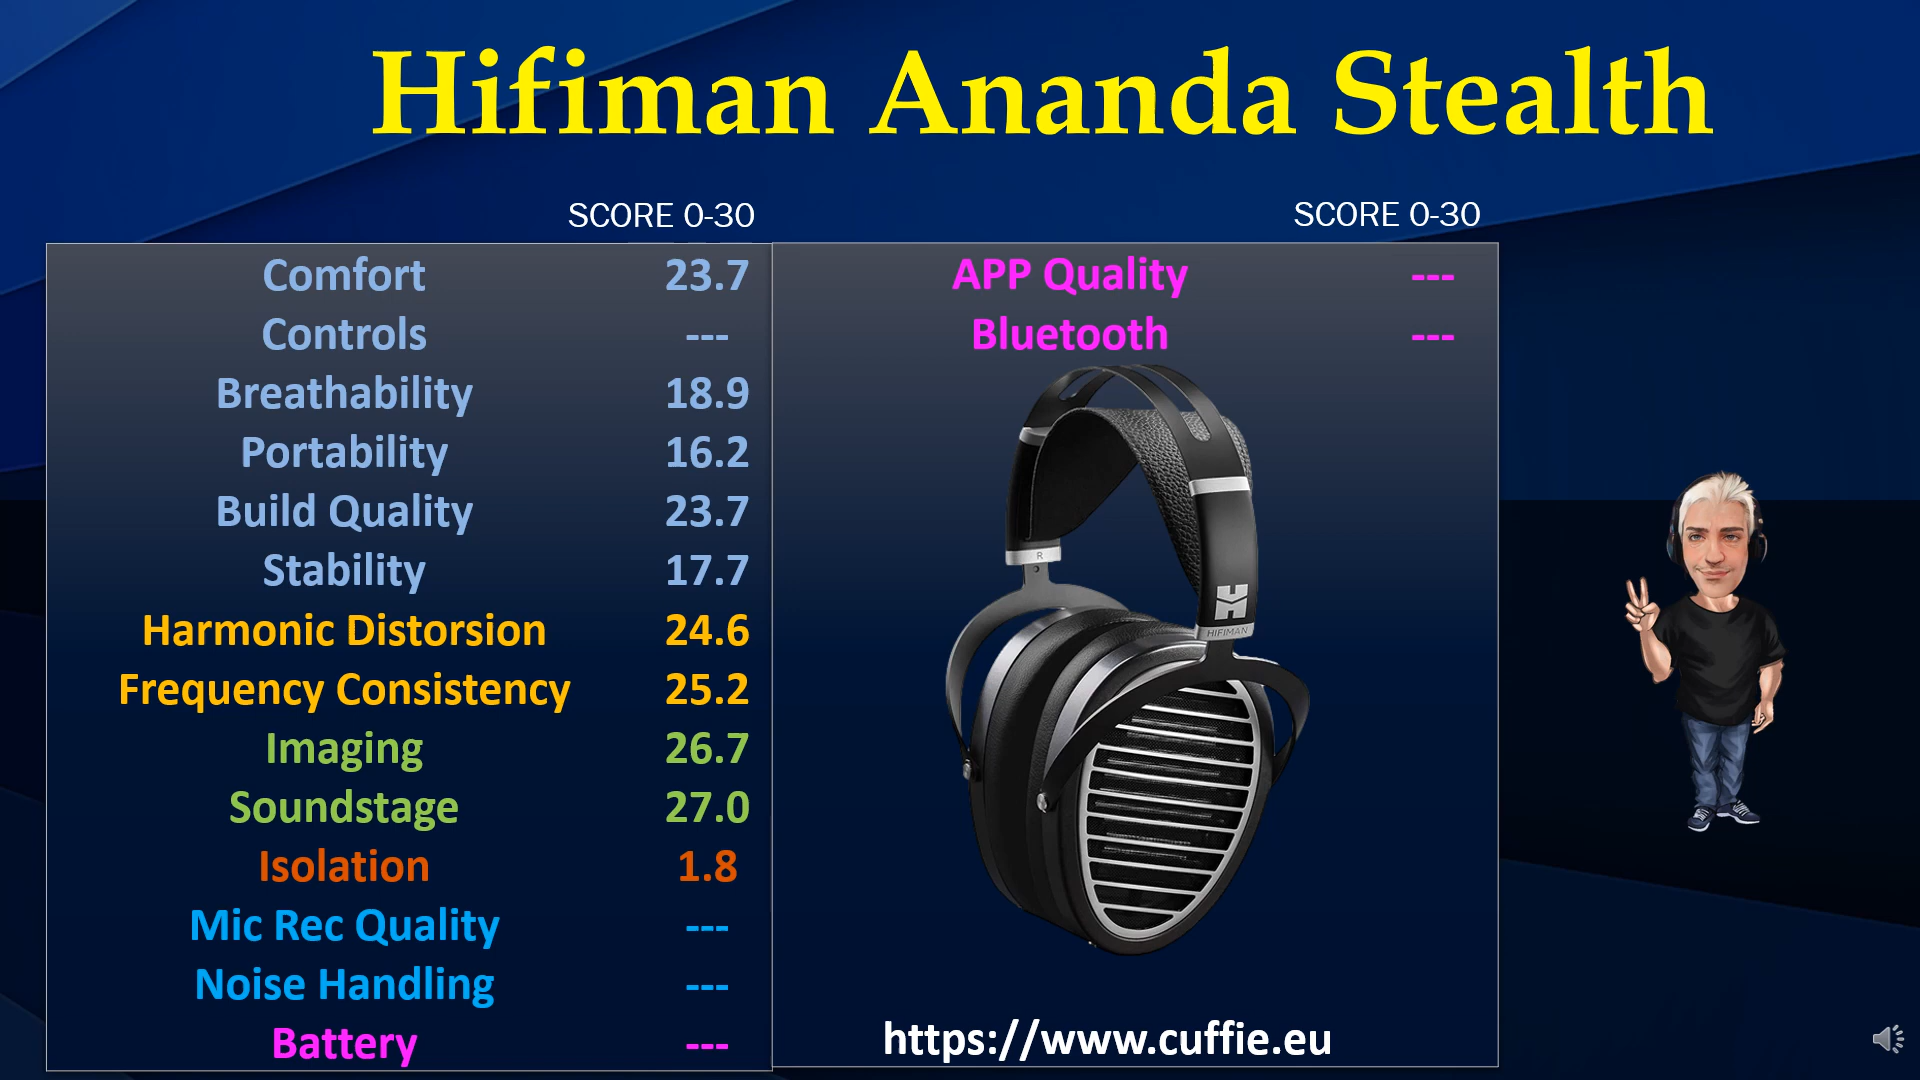 Hifiman Ananda Stealth
SCORE 0-30
SCORE 0-30
Comfort 23.7
Controls ---
Breathability 18.9
Portability 16.2
Build Quality 23.7
Stability 17.7
Harmonic Distorsion 24.6
Frequency Consistency 25.2
Imaging 26.7
Soundstage 27.0
Isolation 1.8
Mic Rec Quality ---
Noise Handling ---
Battery ---
APP Quality ---
Bluetooth ---
R
HIFIMAN
https://www.cuffie.eu